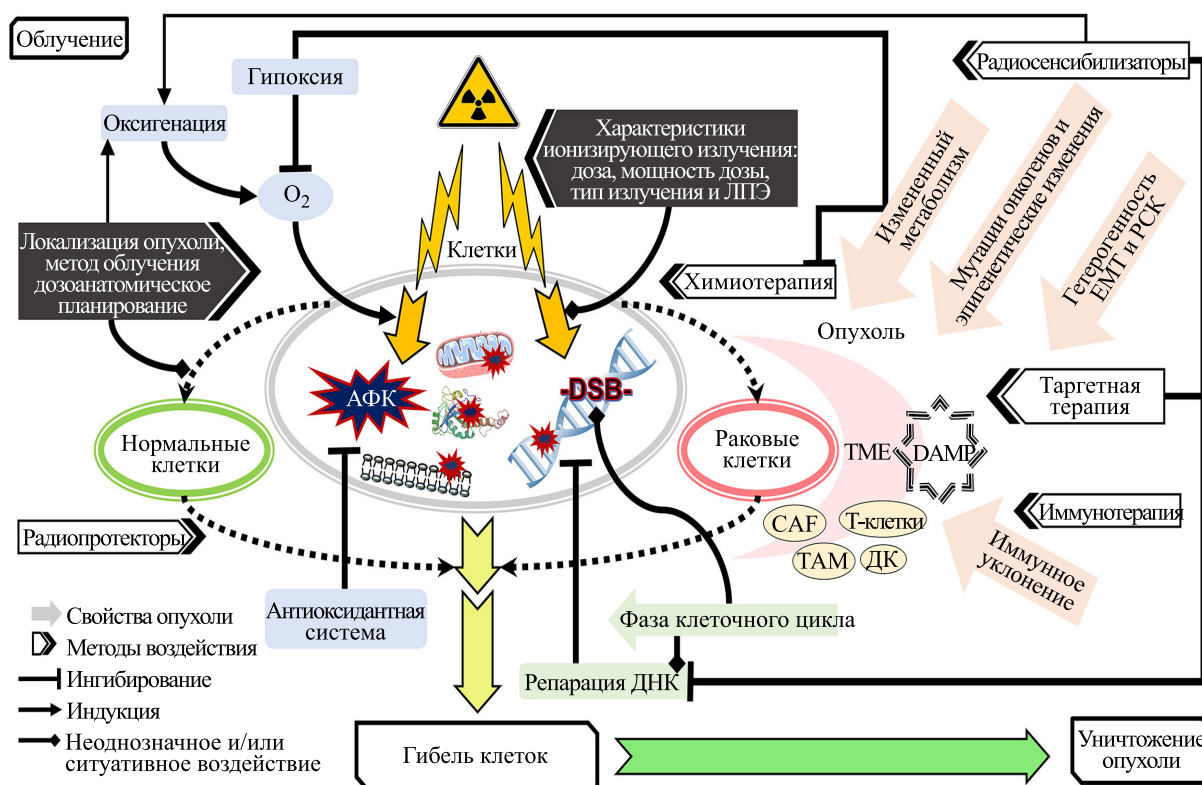 Облучение
Гипоксия
Оксигенация
O2
Характеристики
ионизирующего излучения:
доза, мощность дозы,
тип излучения и ЛПЭ
Радиосенсибилизаторы
Измененный
метаболизм
Мутации онкогенов и
эпигенетические изменения
Гетерогенность
ЕМТ и РСК
Локализация опухоли,
метод облучения
дозоанатомическое
планирование
Клетки
Химиотерапия
Опухоль
АФК
-DSB-
Нормальные
клетки
Раковые
клетки
TME
DAMP
Таргетная
терапия
CAF
Т-клетки
TAM
ДК
Иммунотерапия
Иммунное
уклонение
Радиопротекторы
Антиоксидантная
система
Фаза клеточного цикла
Репарация ДНК
Свойства опухоли
Методы воздействия
Ингибирование
Индукция
Неоднозначное и/или
ситуативное воздействие
Гибель клеток
Уничтожение
опухоли